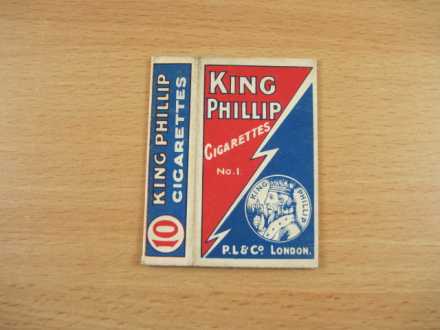 KING PHILLIP
CIGARETTES
10
KING
PHILLIP
CIGARETTES
No. 1.
KING PHILLIP
P. L & Co. LONDON.